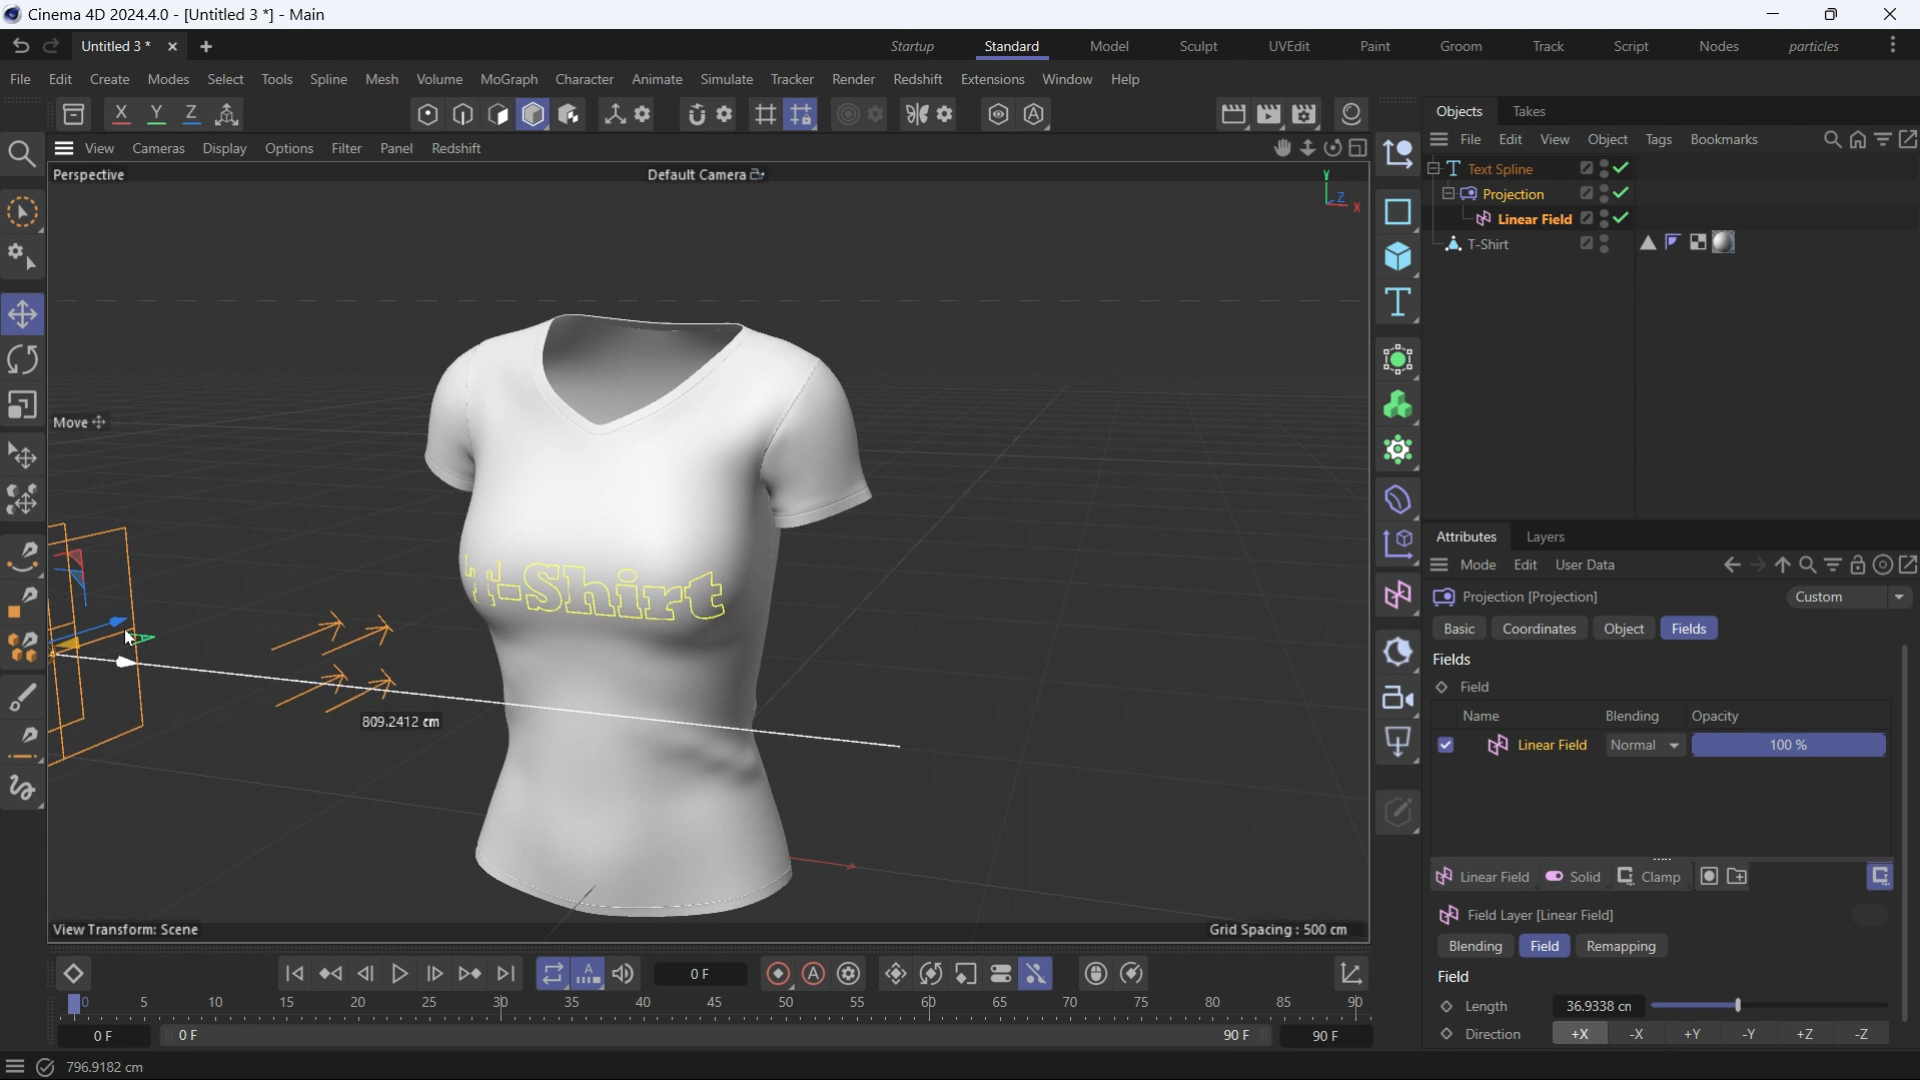 Cinema 4D 2024.4.0 - [Untitled 3 *] - Main
Untitled 3 *
Startup Standard Model Sculpt UVEdit Paint Groom Track Script Nodes particles
File Edit Create Modes Select Tools Spline Mesh Volume MoGraph Character Animate Simulate Tracker Render Redshift Extensions Window Help
X Y Z
Objects Takes
View Cameras Display Options Filter Panel Redshift
File Edit View Object Tags Bookmarks
Perspective
Default Camera
Y
Z
X
Text Spline
Projection
Linear Field
T-Shirt
Move
T-Shirt
809.2412 cm
View Transform: Scene
Grid Spacing : 500 cm
Attributes Layers
Mode Edit User Data
Projection [Projection]
Custom
Basic Coordinates Object Fields
Fields
Field
Name Blending Opacity
Linear Field Normal 100 %
Linear Field Solid Clamp
Field Layer [Linear Field]
Blending Field Remapping
Field
Length 36.9338 cm
Direction +X -X +Y -Y +Z -Z
0 F
0 5 10 15 20 25 30 35 40 45 50 55 60 65 70 75 80 85 90
0 F 0 F 90 F 90 F
796.9182 cm